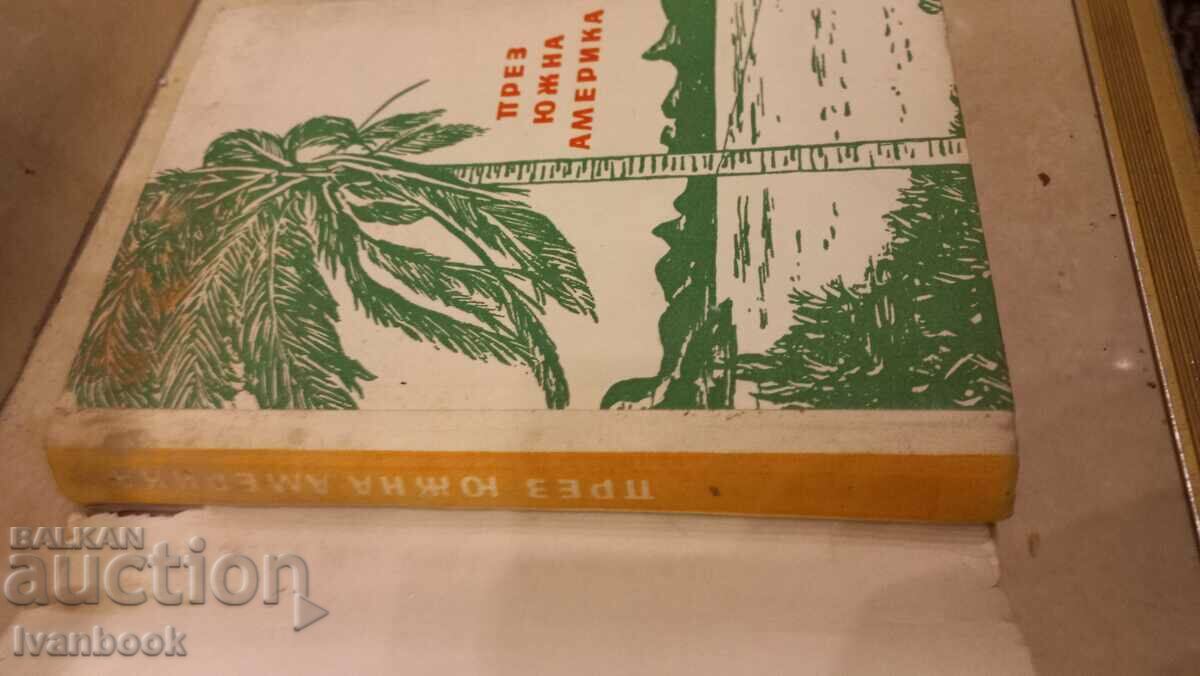 ПРЕЗ
ЮЖНА
АМЕРИКА
ПРЕЗ ЮЖНА АМЕРИКА
BALKAN
auction
Ivanbook